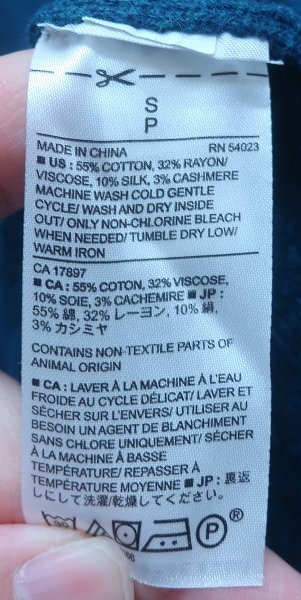 S
P
MADE IN CHINA RN 54023
■ US : 55% COTTON, 32% RAYON/
VISCOSE, 10% SILK, 3% CASHMERE
MACHINE WASH COLD GENTLE
CYCLE/ WASH AND DRY INSIDE
OUT/ ONLY NON-CHLORINE BLEACH
WHEN NEEDED/ TUMBLE DRY LOW/
WARM IRON
CA 17897
■ CA : 55% COTON, 32% VISCOSE,
10% SOIE, 3% CACHEMIRE ■ JP :
55% 綿, 32% レーヨン, 10% 絹,
3% カシミヤ
CONTAINS NON-TEXTILE PARTS OF
ANIMAL ORIGIN
■ CA : LAVER À LA MACHINE À L'EAU
FROIDE AU CYCLE DÉLICAT/ LAVER ET
SÉCHER SUR L'ENVERS/ UTILISER AU
BESOIN UN AGENT DE BLANCHIMENT
SANS CHLORE UNIQUEMENT/ SÉCHER
À LA MACHINE À BASSE
TEMPÉRATURE/ REPASSER À
TEMPÉRATURE MOYENNE ■ JP : 裏返
しにして洗濯/乾燥してください。
P ®